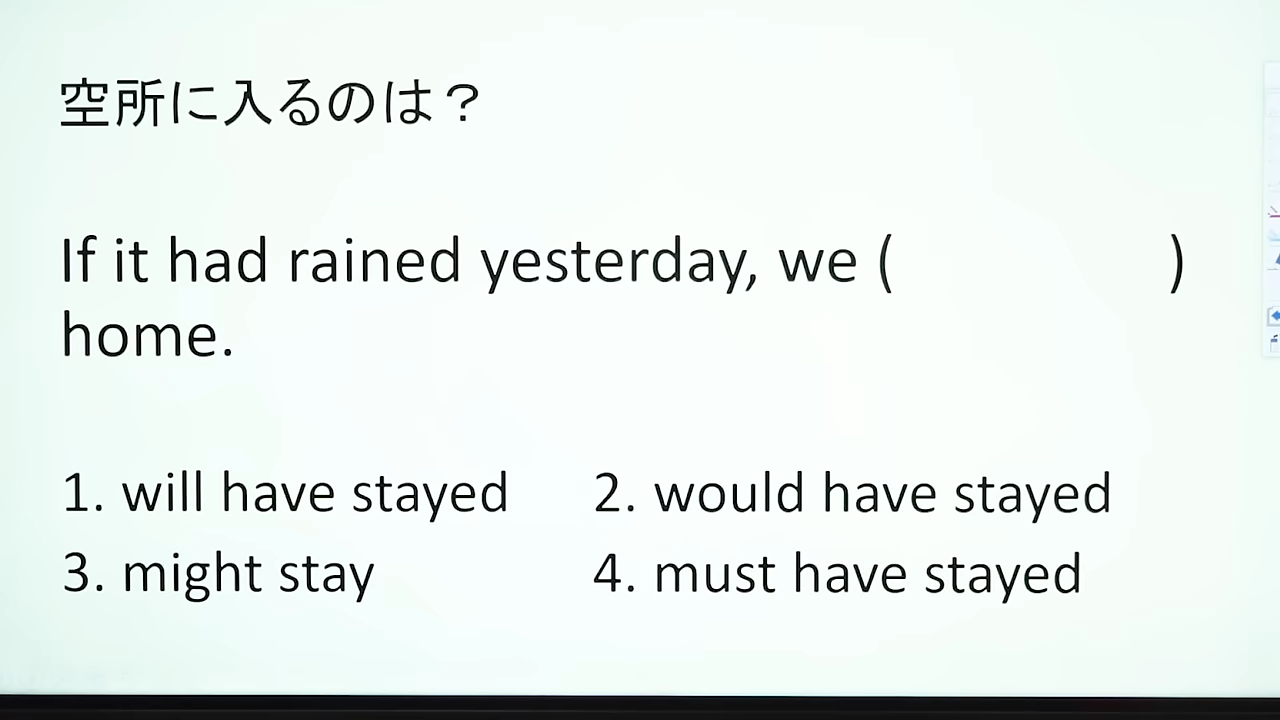 空所に入るのは？
If it had rained yesterday, we ( )
home.
1. will have stayed 2. would have stayed
3. might stay 4. must have stayed